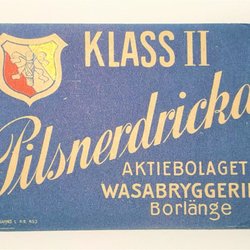 KLASS II
Pilsnerdricka
AKTIEBOLAGET
WASABRYGGERI
Borlänge